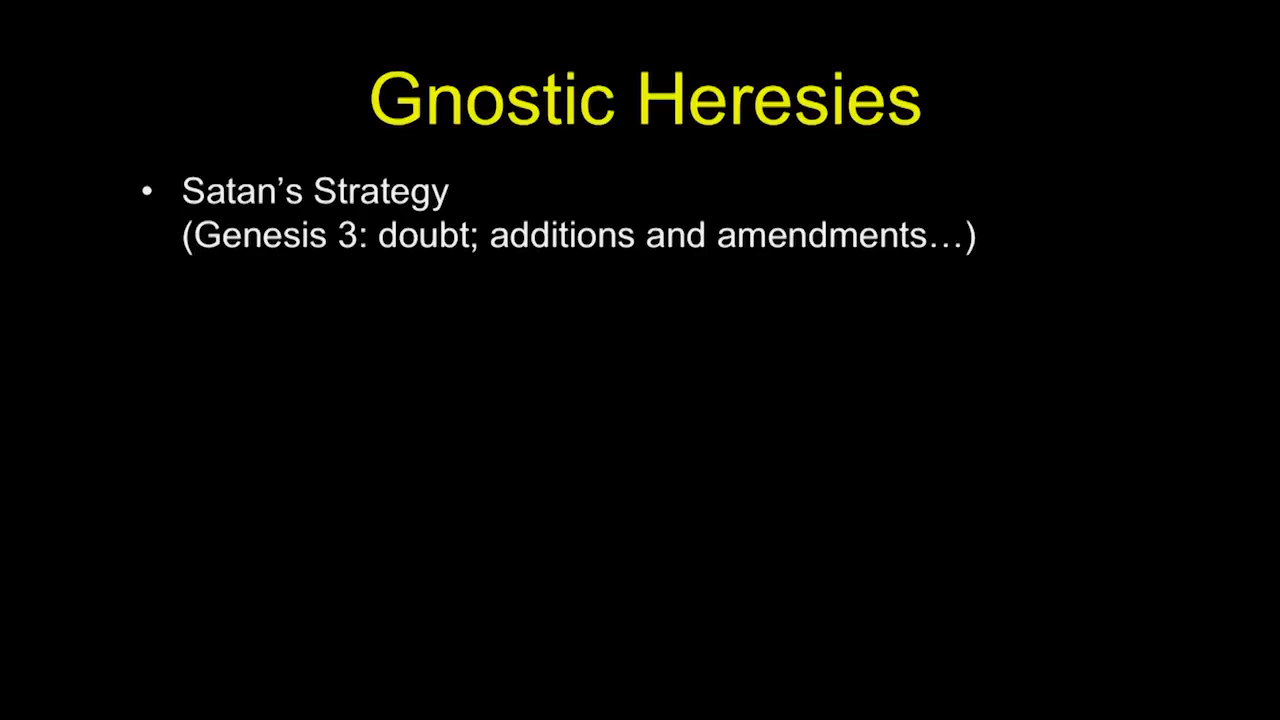 Gnostic Heresies
• Satan’s Strategy
(Genesis 3: doubt; additions and amendments…)